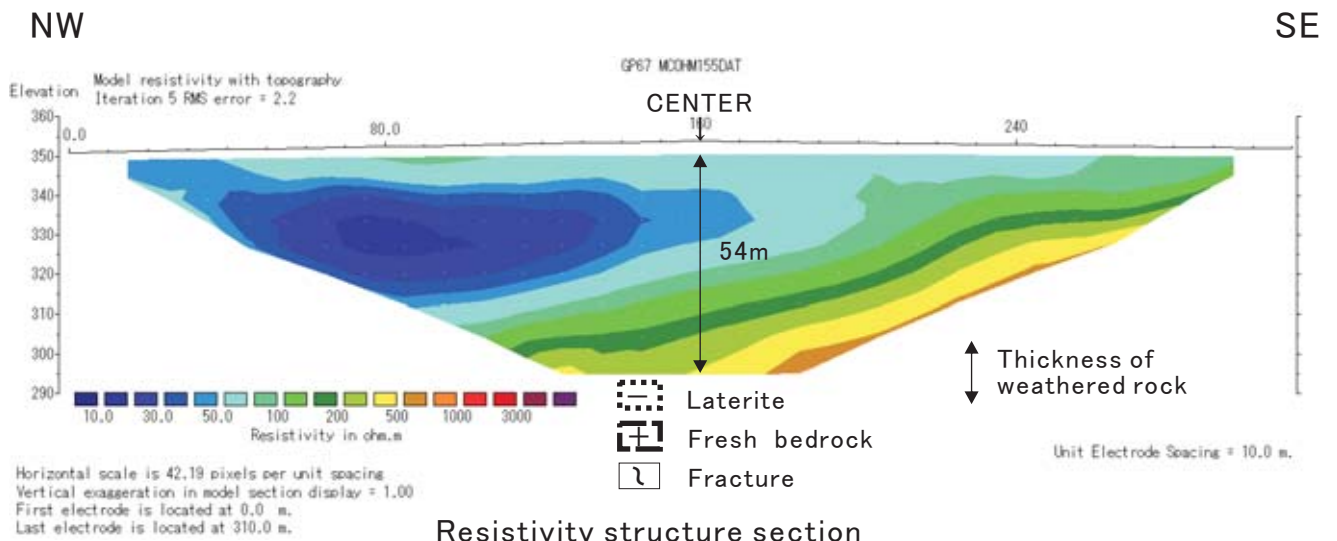 NW
SE
GP67 MCOHM155DAT
Model resistivity with topography
Elevation
Iteration 5 RMS error = 2.2
CENTER
360
0.0
80.0
160
240
350
340
330
54m
320
310
300
Thickness of
weathered rock
290
Laterite
10.0 30.0 50.0 100 200 500 1000 3000
Resistivity in ohm.m
Fresh bedrock
Unit Electrode Spacing = 10.0 m.
Fracture
Horizontal scale is 42.19 pixels per unit spacing
Vertical exaggeration in model section display = 1.00
First electrode is located at 0.0 m.
Last electrode is located at 310.0 m.
Resistivity structure section